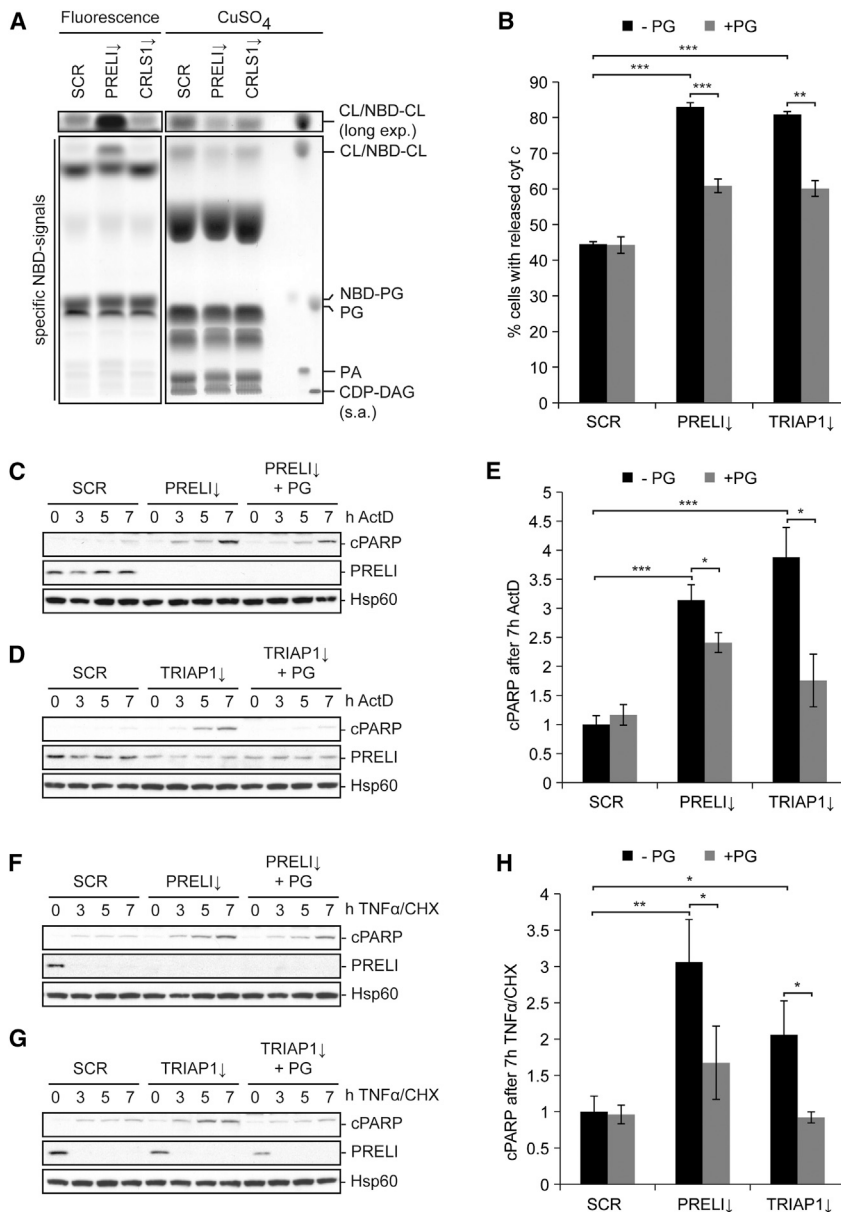 A
Fluorescence CuSO4
SCR PRELI↓ CRLS1↓ SCR PRELI↓ CRLS1↓
CL/NBD-CL
(long exp.)
CL/NBD-CL
specific NBD-signals
NBD-PG
PG
PA
CDP-DAG
(s.a.)
B
- PG +PG
*** 
***
*** **
% cells with released cyt c
90
80
70
60
50
40
30
20
10
0
SCR PRELI↓ TRIAP1↓
C
SCR PRELI↓ PRELI↓
+ PG
0 3 5 7 0 3 5 7 0 3 5 7 h ActD
cPARP
PRELI
Hsp60
D
SCR TRIAP1↓ TRIAP1↓
+ PG
0 3 5 7 0 3 5 7 0 3 5 7 h ActD
cPARP
PRELI
Hsp60
E
- PG +PG
***
*
***
*
cPARP after 7h ActD
5
4.5
4
3.5
3
2.5
2
1.5
1
0.5
0
SCR PRELI↓ TRIAP1↓
F
SCR PRELI↓ PRELI↓
+ PG
0 3 5 7 0 3 5 7 0 3 5 7 h TNFα/CHX
cPARP
PRELI
Hsp60
G
SCR TRIAP1↓ TRIAP1↓
+ PG
0 3 5 7 0 3 5 7 0 3 5 7 h TNFα/CHX
cPARP
PRELI
Hsp60
H
- PG +PG
*
** *
*
cPARP after 7h TNFα/CHX
4
3.5
3
2.5
2
1.5
1
0.5
0
SCR PRELI↓ TRIAP1↓